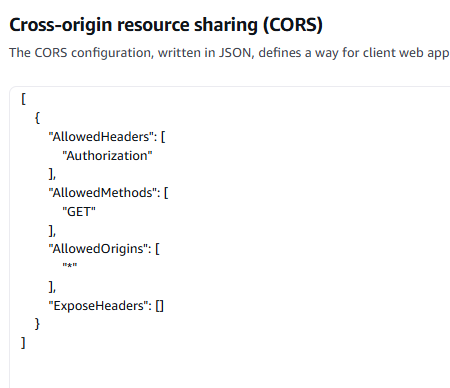 Cross-origin resource sharing (CORS)
The CORS configuration, written in JSON, defines a way for client web app
[
{
"AllowedHeaders": [
"Authorization"
],
"AllowedMethods": [
"GET"
],
"AllowedOrigins": [
"*"
],
"ExposeHeaders": []
}
]